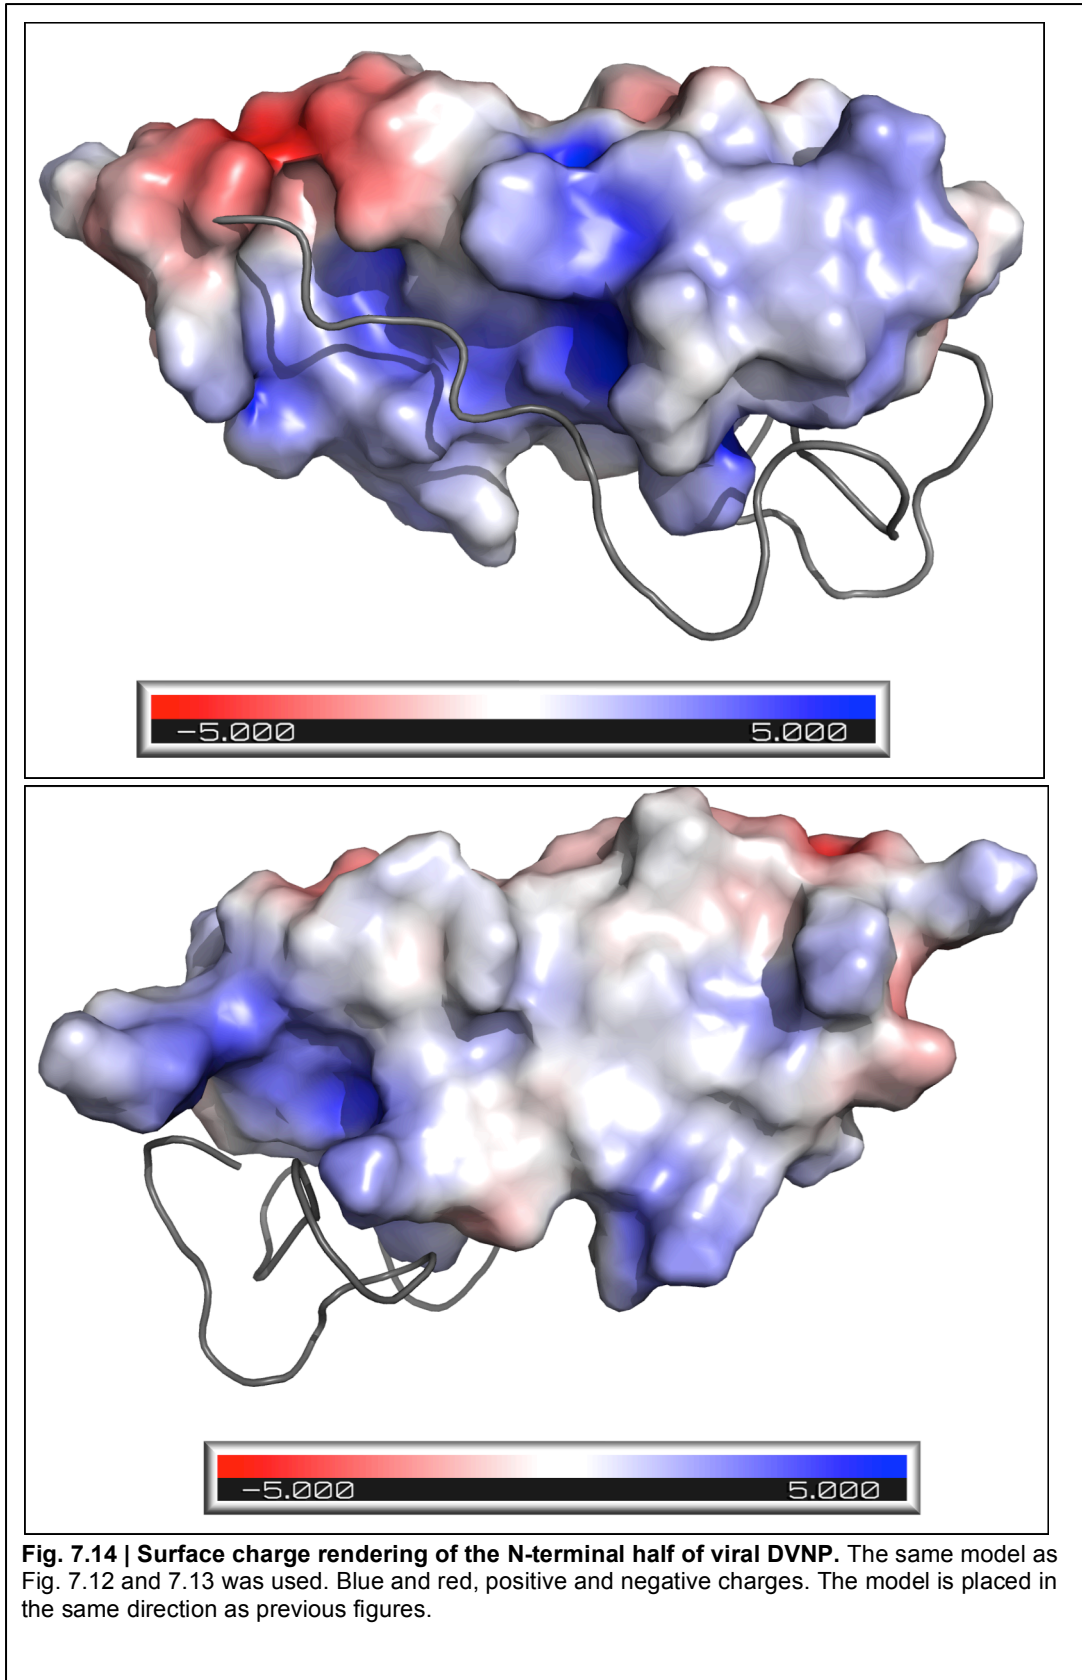 -5.000 5.000
-5.000 5.000
Fig. 7.14 | Surface charge rendering of the N-terminal half of viral DVNP. The same model as
Fig. 7.12 and 7.13 was used. Blue and red, positive and negative charges. The model is placed in
the same direction as previous figures.